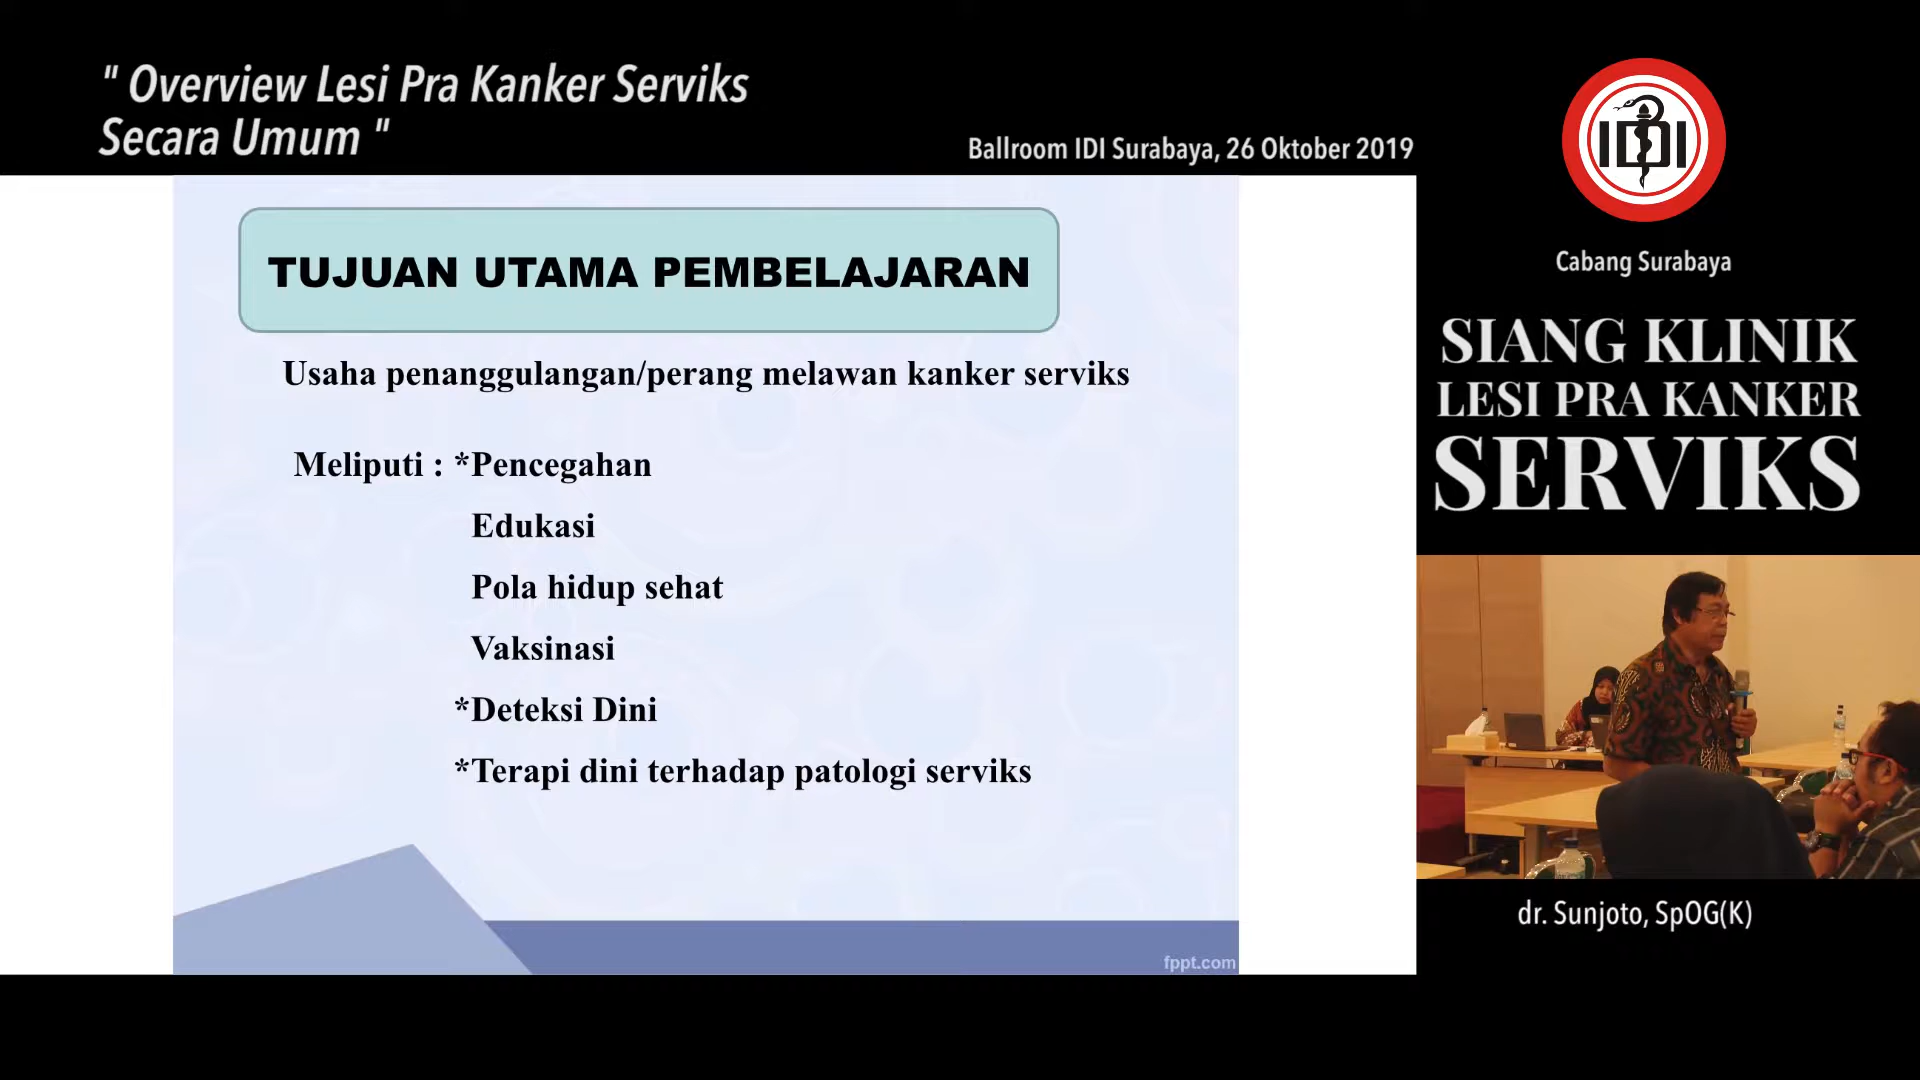 " Overview Lesi Pra Kanker Serviks
Secara Umum "
Ballroom IDI Surabaya, 26 Oktober 2019
TUJUAN UTAMA PEMBELAJARAN
Usaha penanggulangan/perang melawan kanker serviks
Meliputi : *Pencegahan
Edukasi
Pola hidup sehat
Vaksinasi
*Deteksi Dini
*Terapi dini terhadap patologi serviks
fppt.com
IDI
Cabang Surabaya
SIANG KLINIK
LESI PRA KANKER
SERVIKS
dr. Sunjoto, SpOG(K)